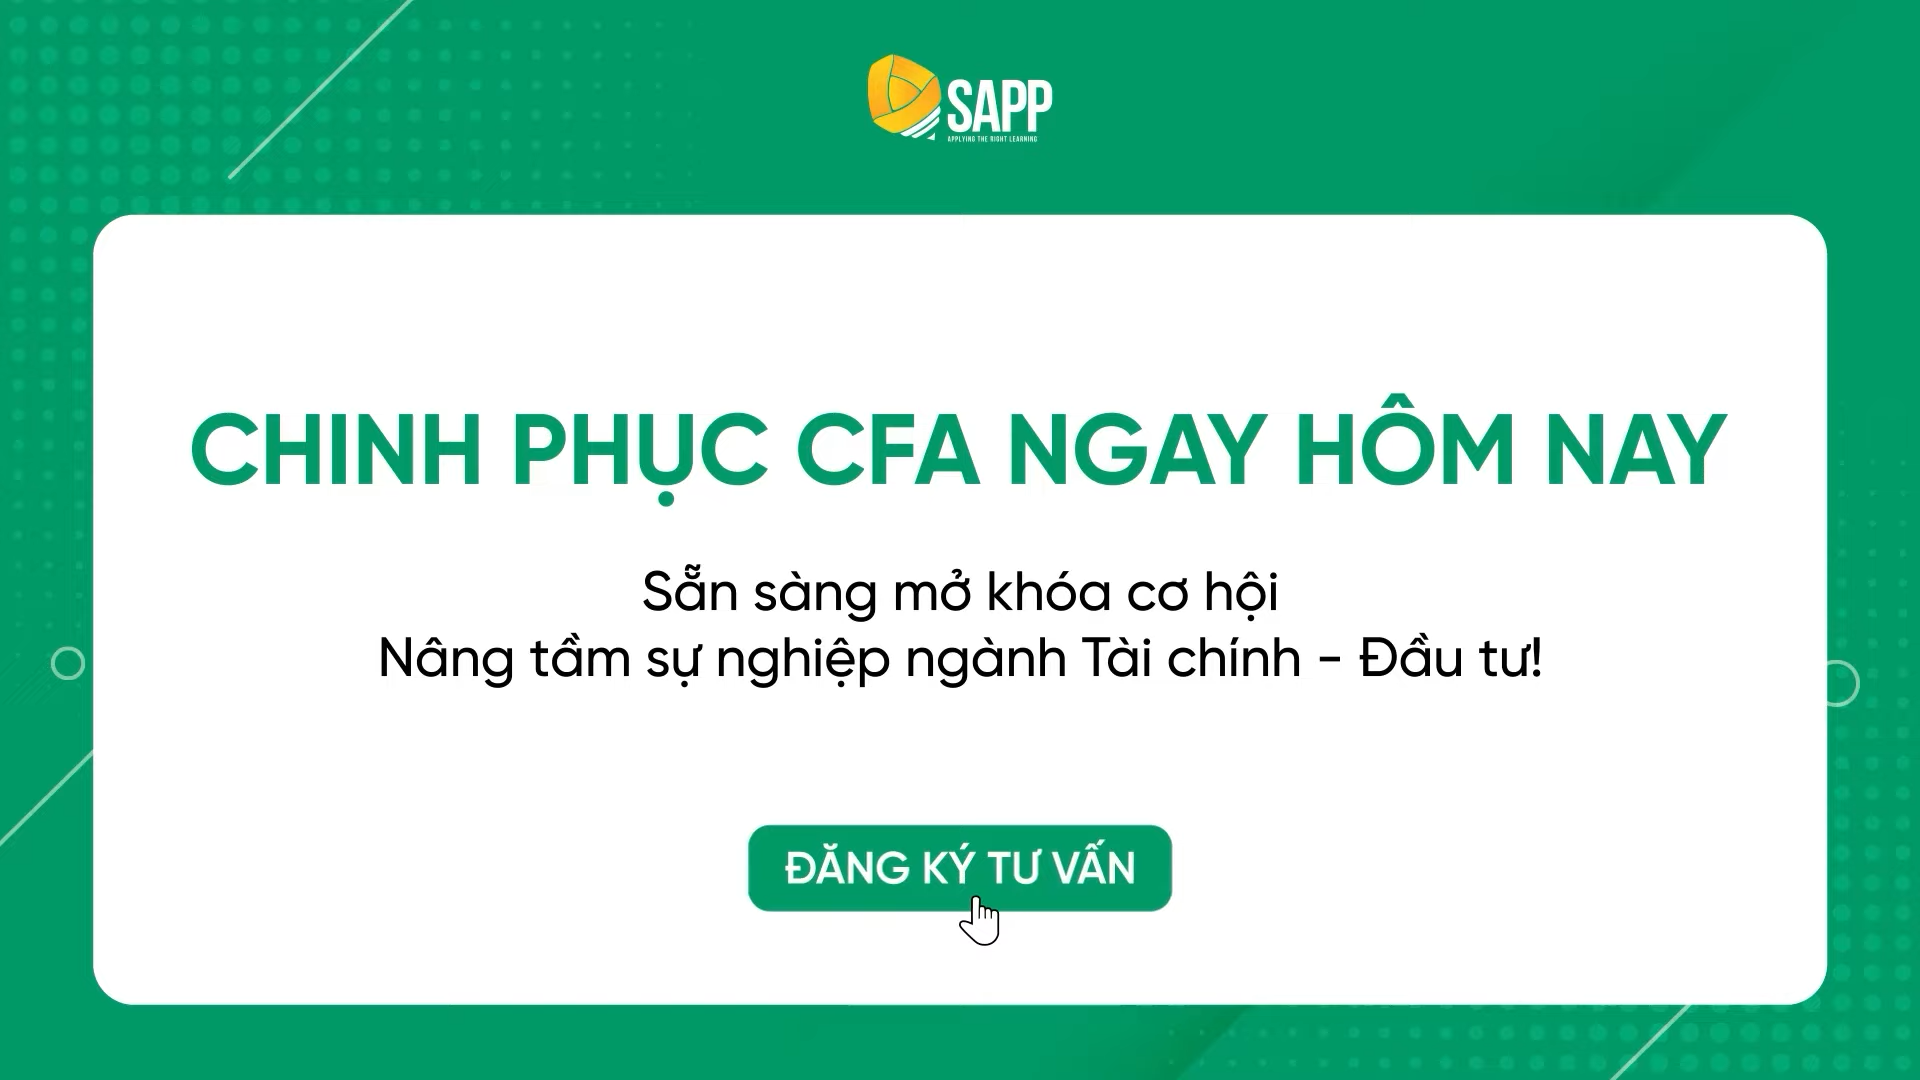 SAPP
APPLYING THE RIGHT LEARNING
CHINH PHỤC CFA NGAY HÔM NAY
Sẵn sàng mở khóa cơ hội
Nâng tầm sự nghiệp ngành Tài chính - Đầu tư!
ĐĂNG KÝ TƯ VẤN